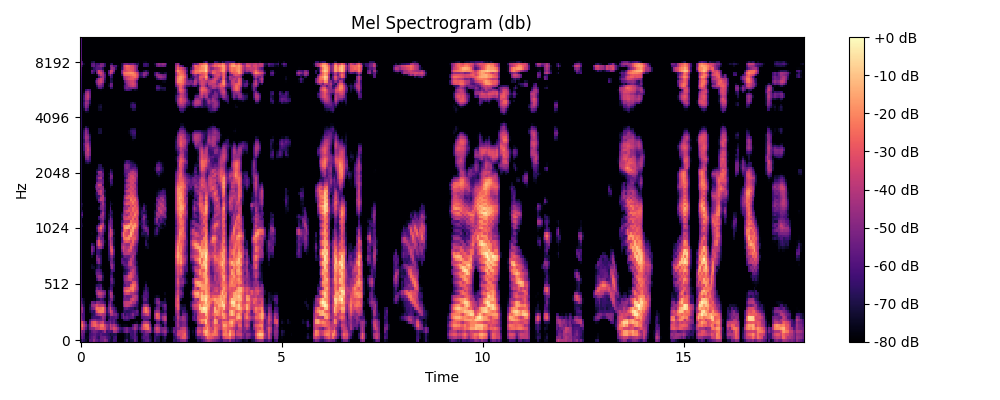 Mel Spectrogram (db)
Hz
8192
4096
2048
1024
512
0
0 5 10 15
Time
+0 dB
-10 dB
-20 dB
-30 dB
-40 dB
-50 dB
-60 dB
-70 dB
-80 dB